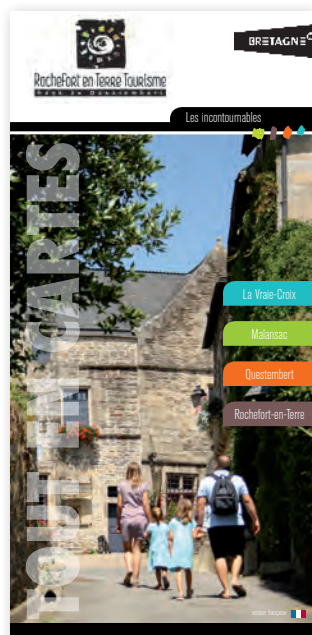 Rochefort en Terre Tourisme
BRETAGNE
Les incontournables
TOUT EN CARTES
La Vraie-Croix
Malansac
Questembert
Rochefort-en-Terre
version française